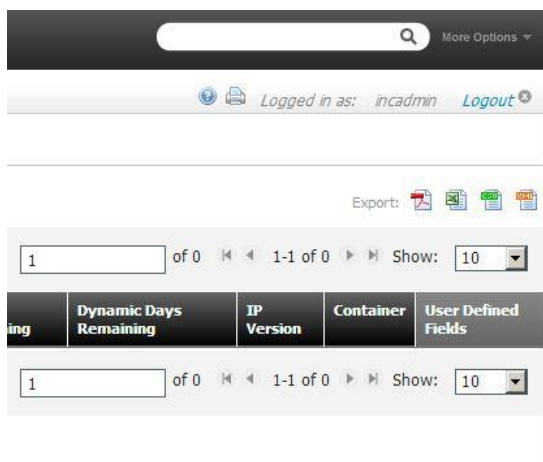 More Options
Logged in as: incadmin Logout
Export:
1 of 0 1-1 of 0 Show: 10
ing Dynamic Days Remaining IP Version Container User Defined Fields
1 of 0 1-1 of 0 Show: 10